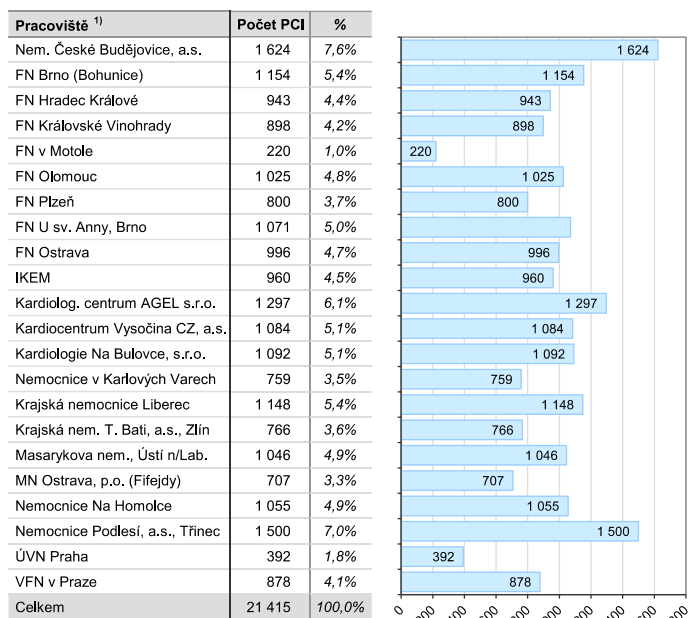 Pracoviště 1) Počet PCI %
Nem. České Budějovice, a.s. 1 624 7,6% 1 624
FN Brno (Bohunice) 1 154 5,4% 1 154
FN Hradec Králové 943 4,4% 943
FN Královské Vinohrady 898 4,2% 898
FN v Motole 220 1,0% 220
FN Olomouc 1 025 4,8% 1 025
FN Plzeň 800 3,7% 800
FN U sv. Anny, Brno 1 071 5,0%
FN Ostrava 996 4,7% 996
IKEM 960 4,5% 960
Kardiolog. centrum AGEL s.r.o. 1 297 6,1% 1 297
Kardiocentrum Vysočina CZ, a.s. 1 084 5,1% 1 084
Kardiologie Na Bulovce, s.r.o. 1 092 5,1% 1 092
Nemocnice v Karlových Varech 759 3,5% 759
Krajská nemocnice Liberec 1 148 5,4% 1 148
Krajská nem. T. Bati, a.s., Zlín 766 3,6% 766
Masarykova nem., Ústí n/Lab. 1 046 4,9% 1 046
MN Ostrava, p.o. (Fifejdy) 707 3,3% 707
Nemocnice Na Homolce 1 055 4,9% 1 055
Nemocnice Podlesí, a.s., Třinec 1 500 7,0% 1 500
ÚVN Praha 392 1,8% 392
VFN v Praze 878 4,1% 878
Celkem 21 415 100,0% 0